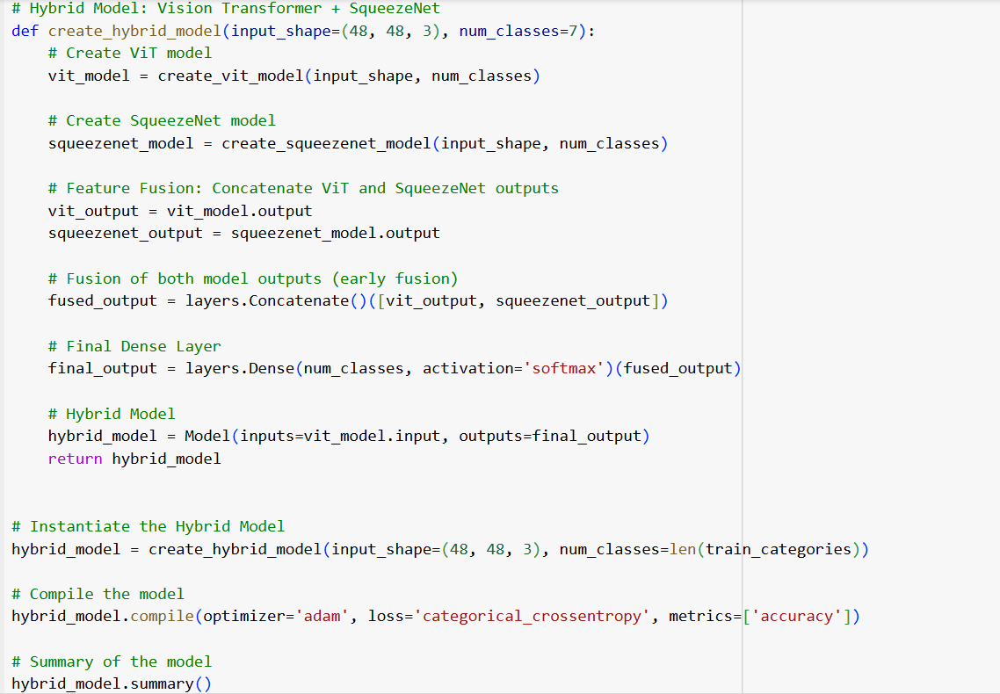 # Hybrid Model: Vision Transformer + SqueezeNet
def create_hybrid_model(input_shape=(48, 48, 3), num_classes=7):
    # Create ViT model
    vit_model = create_vit_model(input_shape, num_classes)

    # Create SqueezeNet model
    squeezenet_model = create_squeezenet_model(input_shape, num_classes)

    # Feature Fusion: Concatenate ViT and SqueezeNet outputs
    vit_output = vit_model.output
    squeezenet_output = squeezenet_model.output

    # Fusion of both model outputs (early fusion)
    fused_output = layers.Concatenate()([vit_output, squeezenet_output])

    # Final Dense Layer
    final_output = layers.Dense(num_classes, activation='softmax')(fused_output)

    # Hybrid Model
    hybrid_model = Model(inputs=vit_model.input, outputs=final_output)
    return hybrid_model


# Instantiate the Hybrid Model
hybrid_model = create_hybrid_model(input_shape=(48, 48, 3), num_classes=len(train_categories))

# Compile the model
hybrid_model.compile(optimizer='adam', loss='categorical_crossentropy', metrics=['accuracy'])

# Summary of the model
hybrid_model.summary()